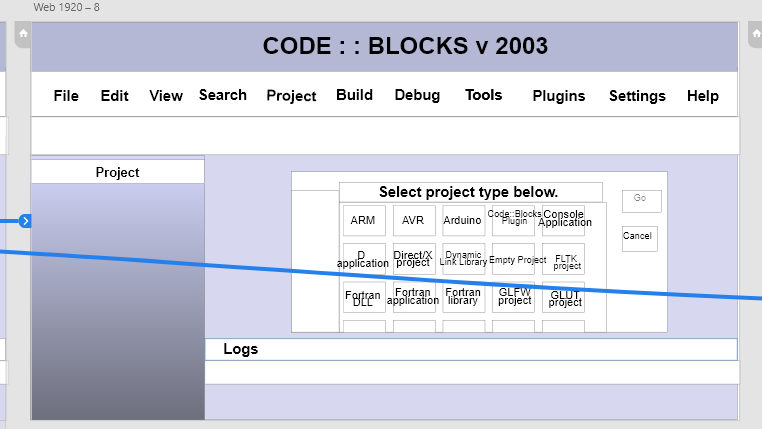 Web 1920 – 8
CODE : : BLOCKS v 2003
File Edit View Search Project Build Debug Tools Plugins Settings Help
Project
Select project type below.
Go
Cancel
ARM
AVR
Arduino
Code::Blocks
Plugin
Console
Application
D
application
Direct/X
project
Dynamic
Link Library
Empty Project
FLTK
project
Fortran
DLL
Fortran
application
Fortran
library
GLFW
project
GLUT
project
Logs